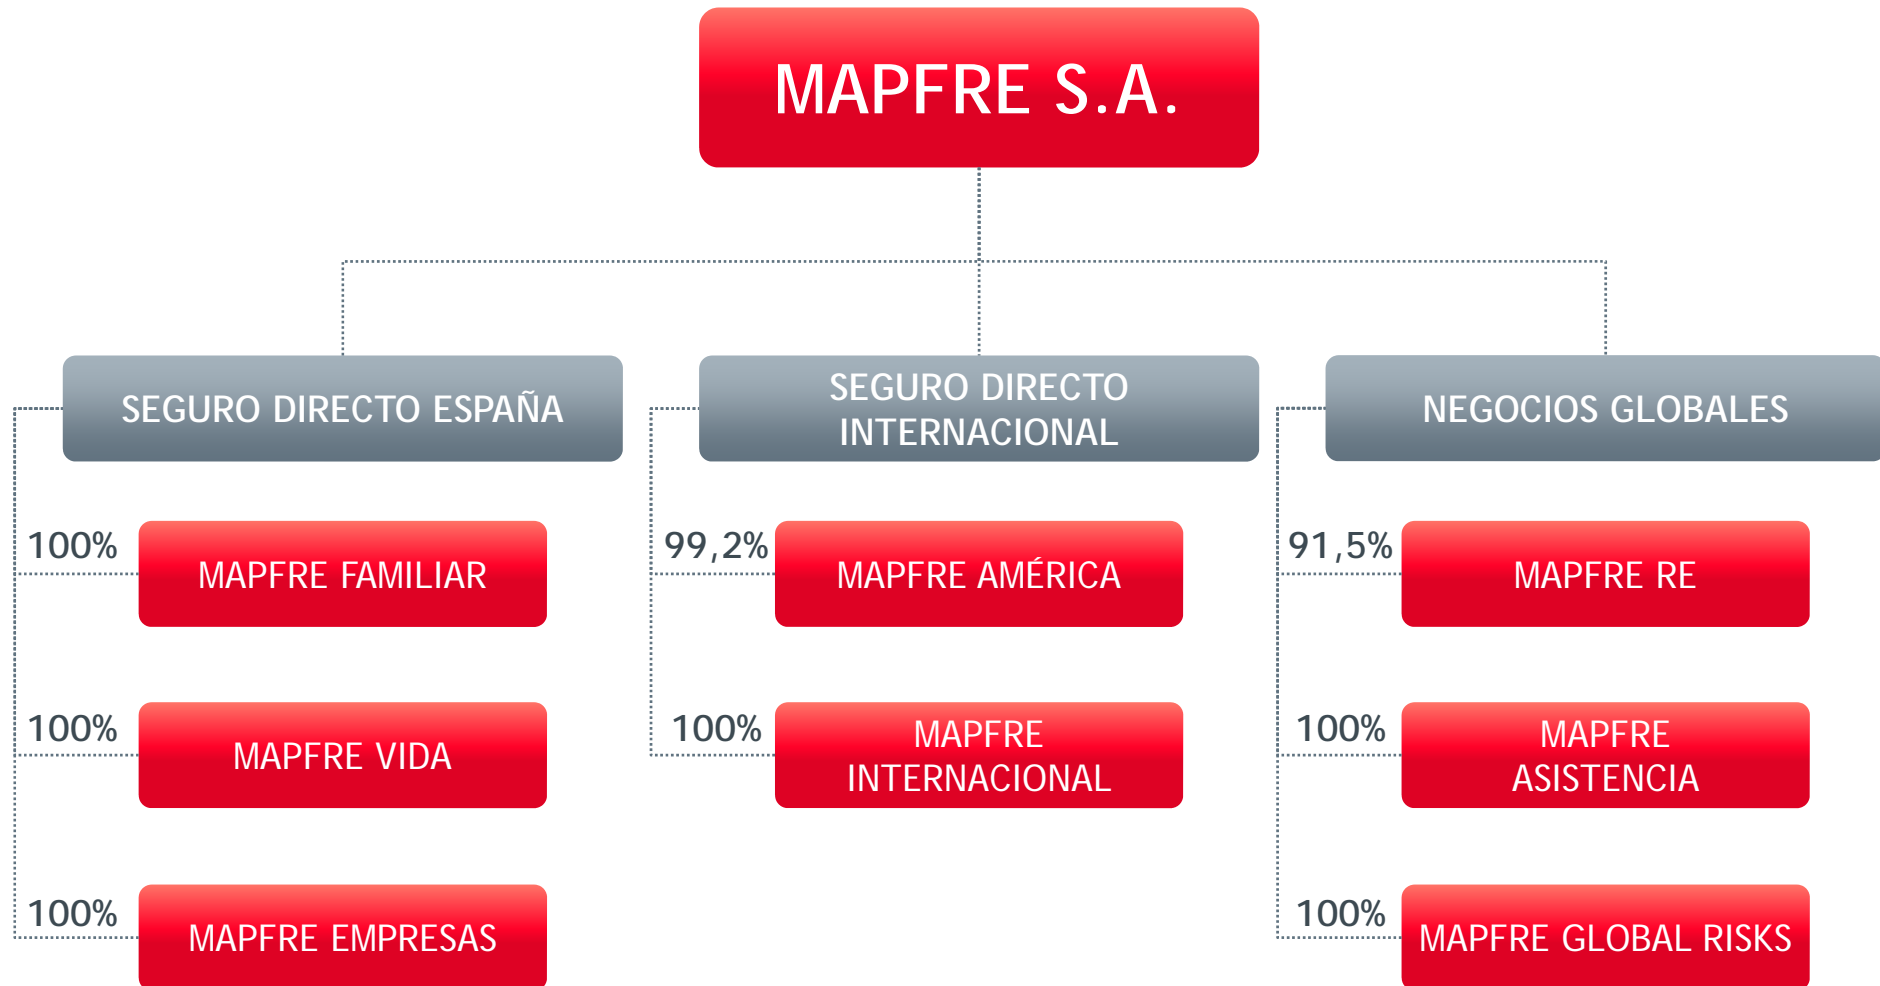 MAPFRE S.A.
SEGURO DIRECTO ESPAÑA
100%
MAPFRE FAMILIAR
100%
MAPFRE VIDA
100%
MAPFRE EMPRESAS
SEGURO DIRECTO
INTERNACIONAL
99,2%
MAPFRE AMÉRICA
100%
MAPFRE
INTERNACIONAL
NEGOCIOS GLOBALES
91,5%
MAPFRE RE
100%
MAPFRE
ASISTENCIA
100%
MAPFRE GLOBAL RISKS